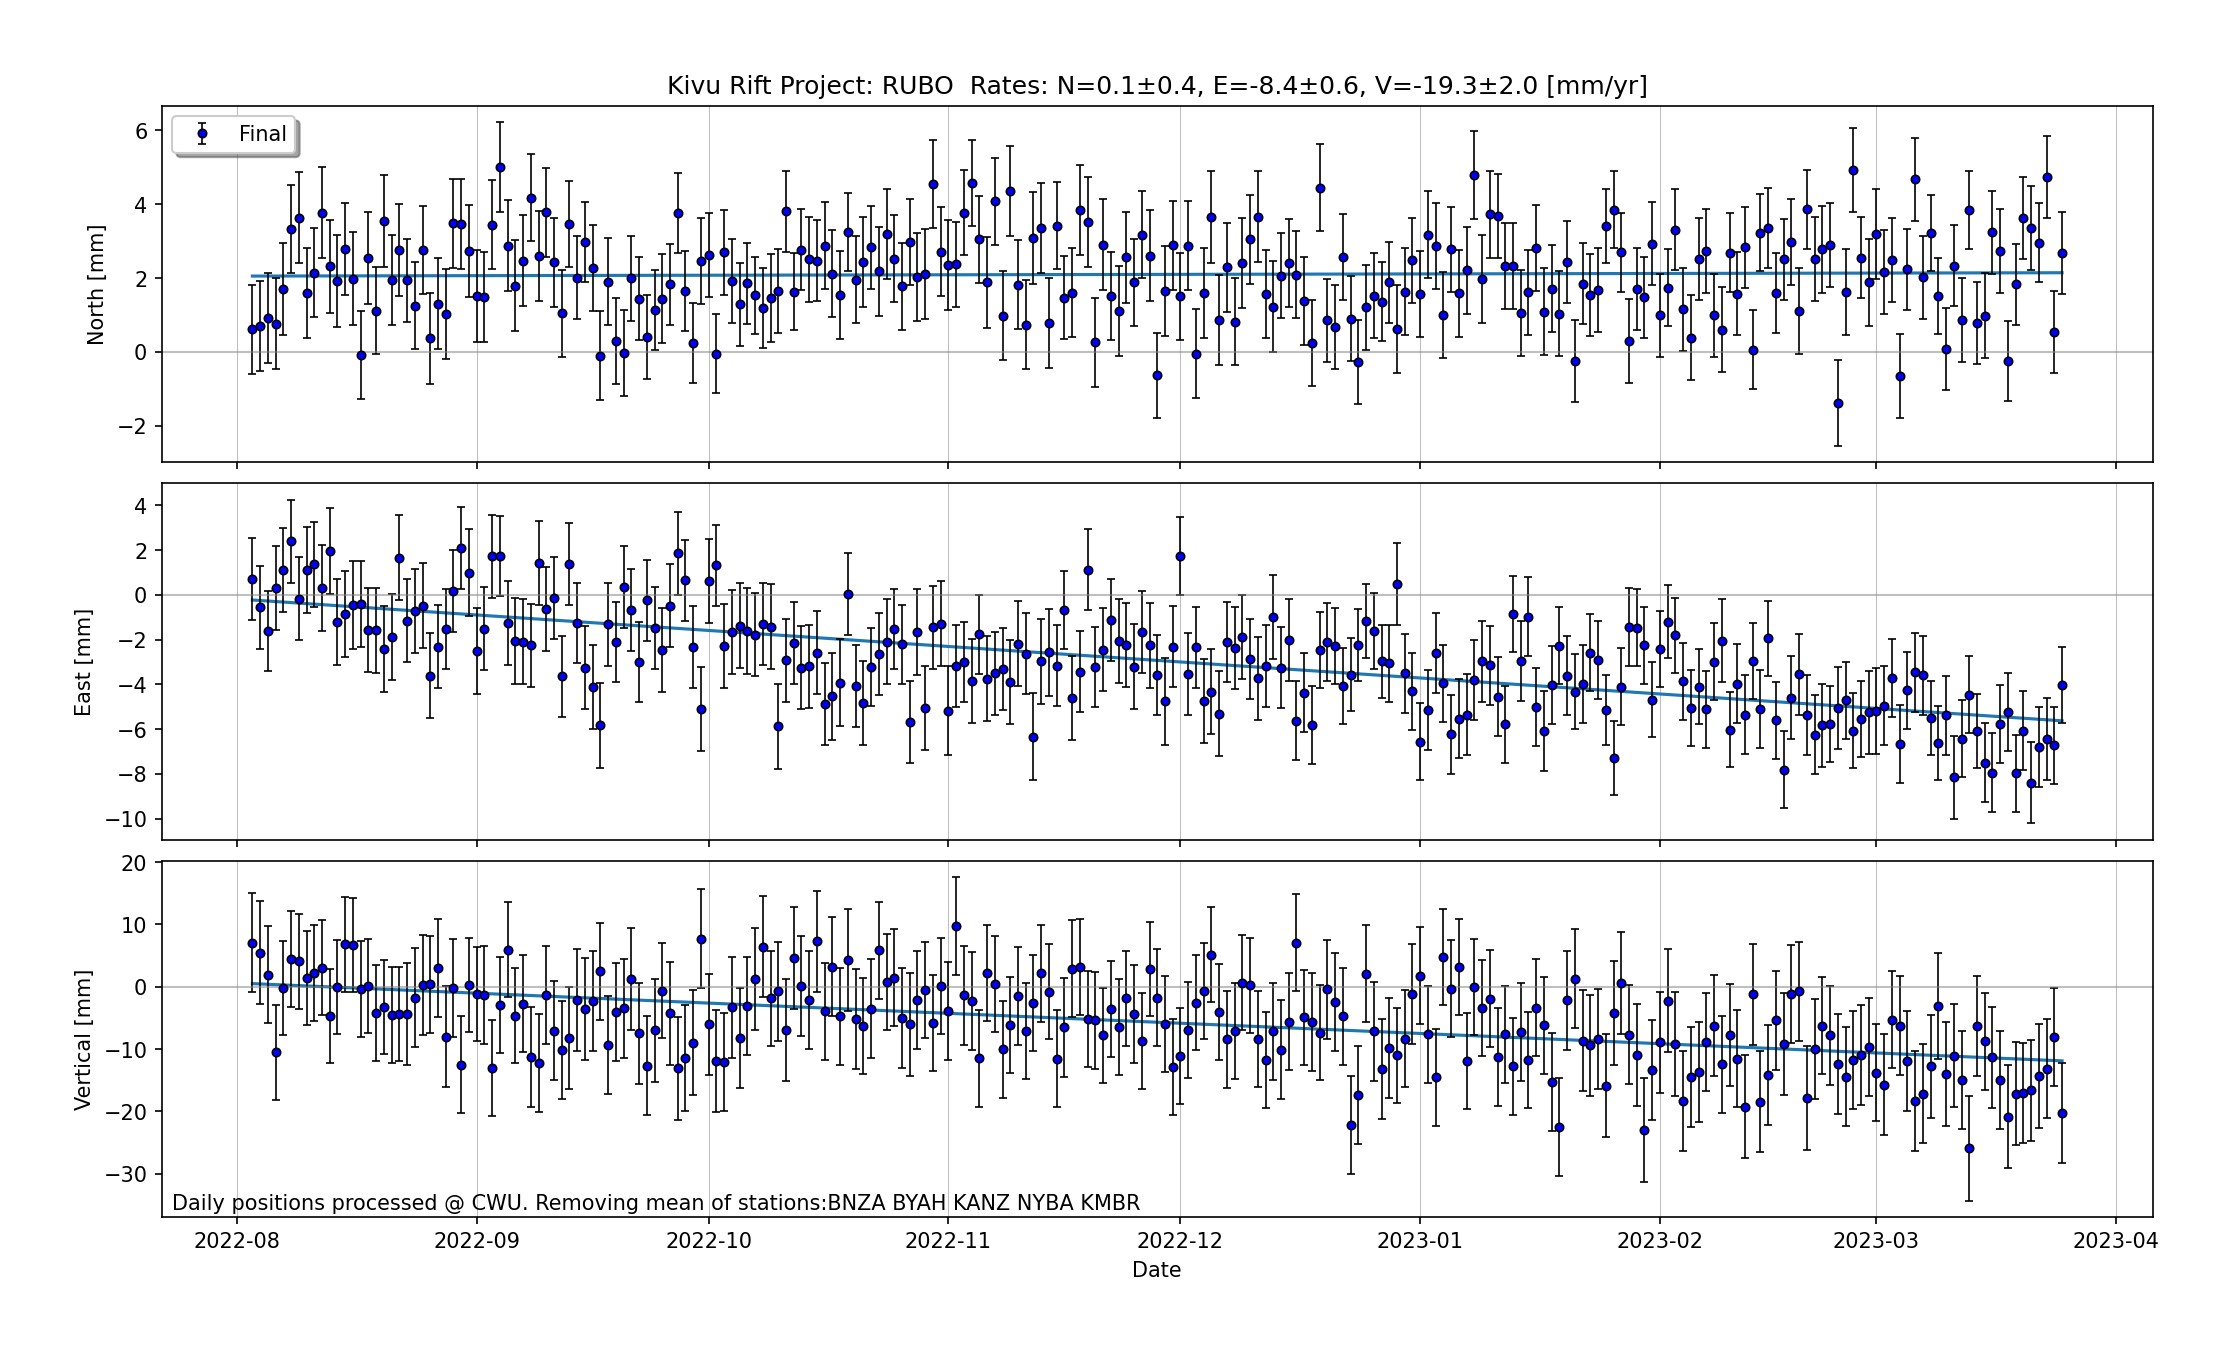 Kivu Rift Project: RUBO  Rates: N=0.1±0.4, E=-8.4±0.6, V=-19.3±2.0 [mm/yr]
Final
North [mm]
6
4
2
0
−2
East [mm]
4
2
0
−2
−4
−6
−8
−10
Vertical [mm]
20
10
0
−10
−20
−30
Daily positions processed @ CWU. Removing mean of stations:BNZA BYAH KANZ NYBA KMBR
2022-08 2022-09 2022-10 2022-11 2022-12 2023-01 2023-02 2023-03 2023-04
Date